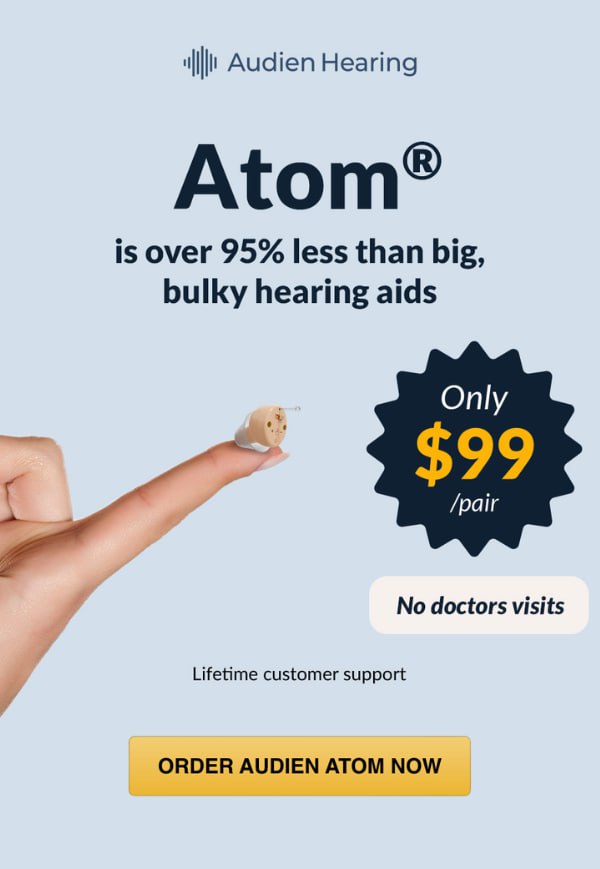 Audien Hearing
Atom®
is over 95% less than big,
bulky hearing aids
Only
$99
/pair
No doctors visits
Lifetime customer support
ORDER AUDIEN ATOM NOW